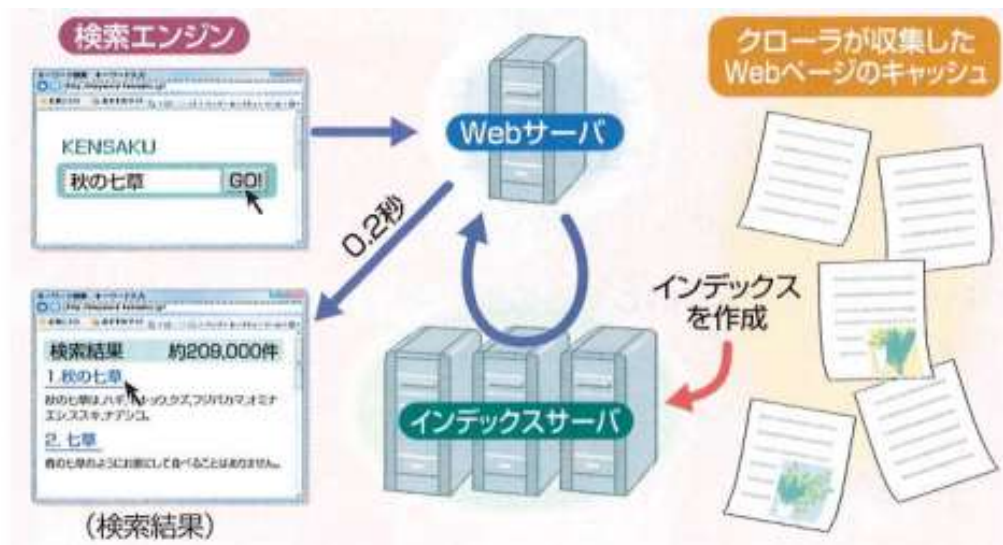 検索エンジン
KENSAKU
秋の七草 GO!
Webサーバ
0.2秒
検索結果 約209,000件
1.秋の七草
2. 七草
春の七草のようにお粥にして食べることはありません。
(検索結果)
インデックスサーバ
インデックス
を作成
クローラが収集した
Webページのキャッシュ